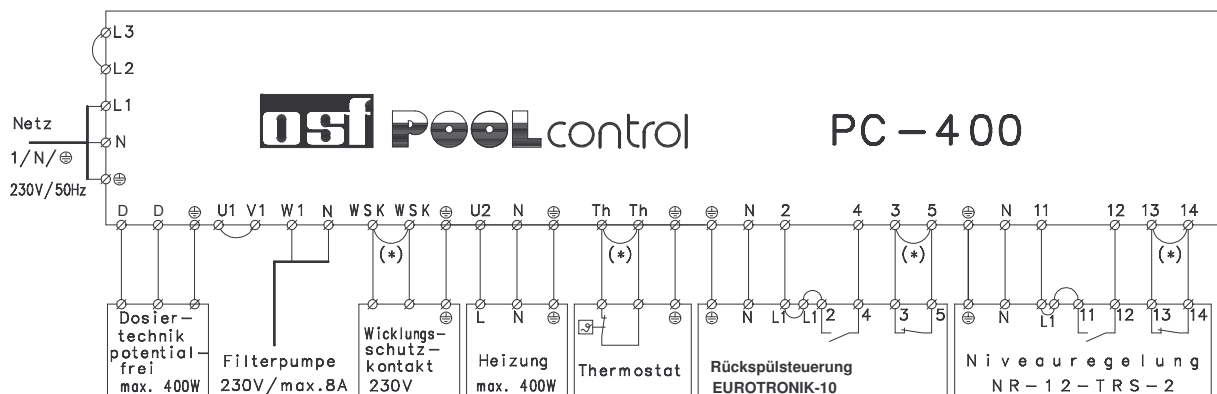 L3
L2
L1
Netz
N
1/N/⏚
⏚
230V/50Hz
osf POOL control PC-400
D D ⏚ U1 V1 W1 N WSK WSK ⏚ U2 N ⏚ Th Th ⏚ ⏚ N 2 4 3 5 ⏚ N 11 12 13 14
(*) (*) (*) (*)
Dosier-
technik
potential-
frei
max. 400W
Filterpumpe
230V/max.8A
Wicklungs-
schutz-
kontakt
230V
L N ⏚
Heizung
max. 400W
Thermostat
⏚ N L1 L1 2 4 3 5
Rückspülsteuerung
EUROTRONIK-10
⏚ N L1 11 12 13 14
Niveauregelung
NR-12-TRS-2